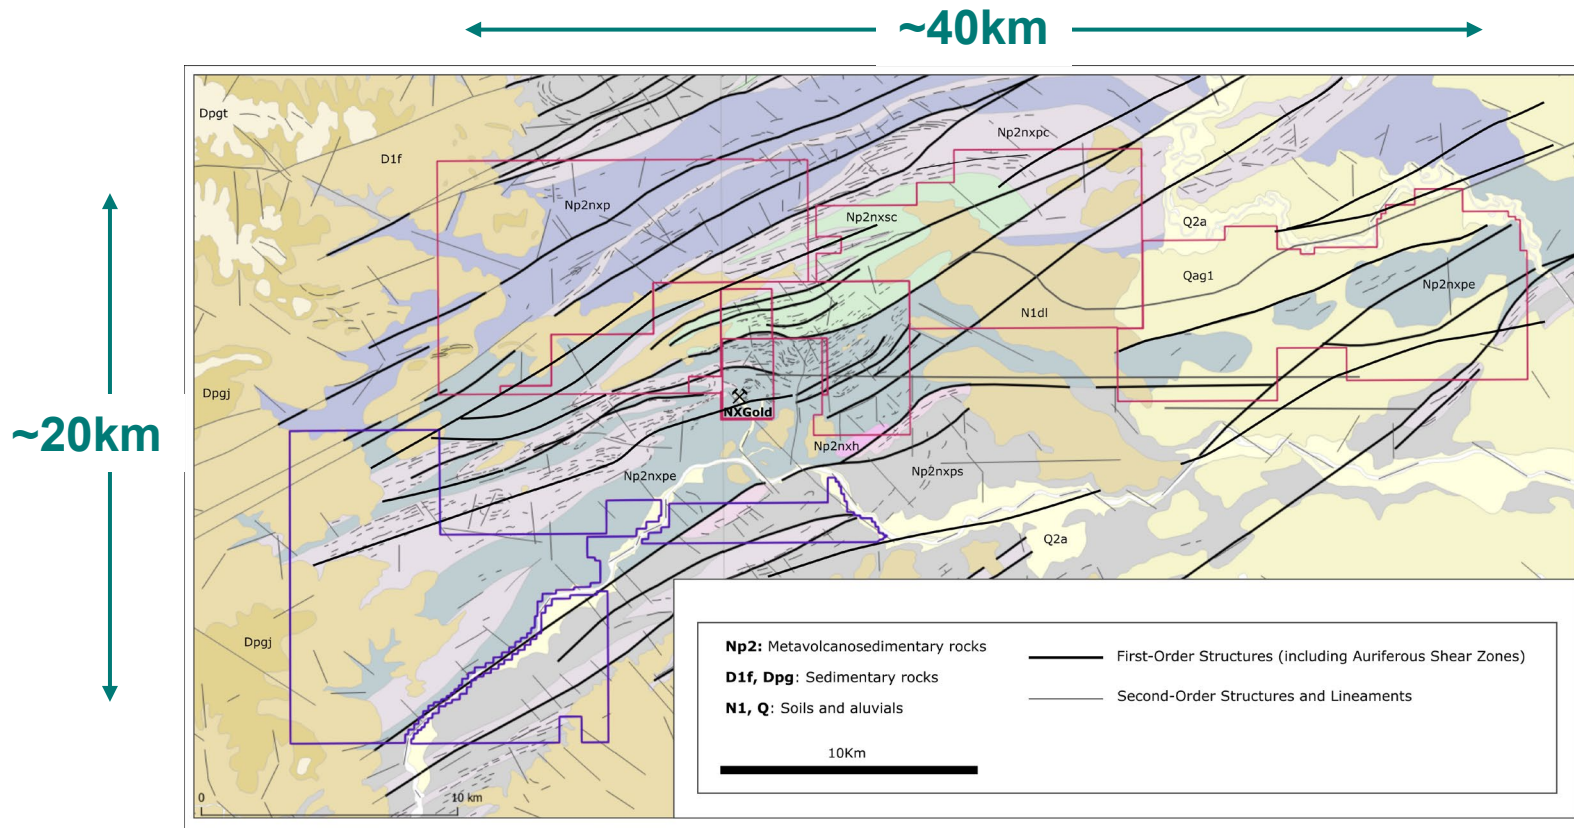 ~40km
Dpgt
D1f
Np2nxpc
Np2nxp
Np2nxsc
Q2a
Qag1
Np2nxpe
N1dl
Dpgj
NXGold
~20km
Np2nxh
Np2nxpe
Np2nxps
Q2a
Dpgj
Np2: Metavolcanosedimentary rocks
D1f, Dpg: Sedimentary rocks
N1, Q: Soils and aluvials
First-Order Structures (including Auriferous Shear Zones)
Second-Order Structures and Lineaments
10Km
0
10 km